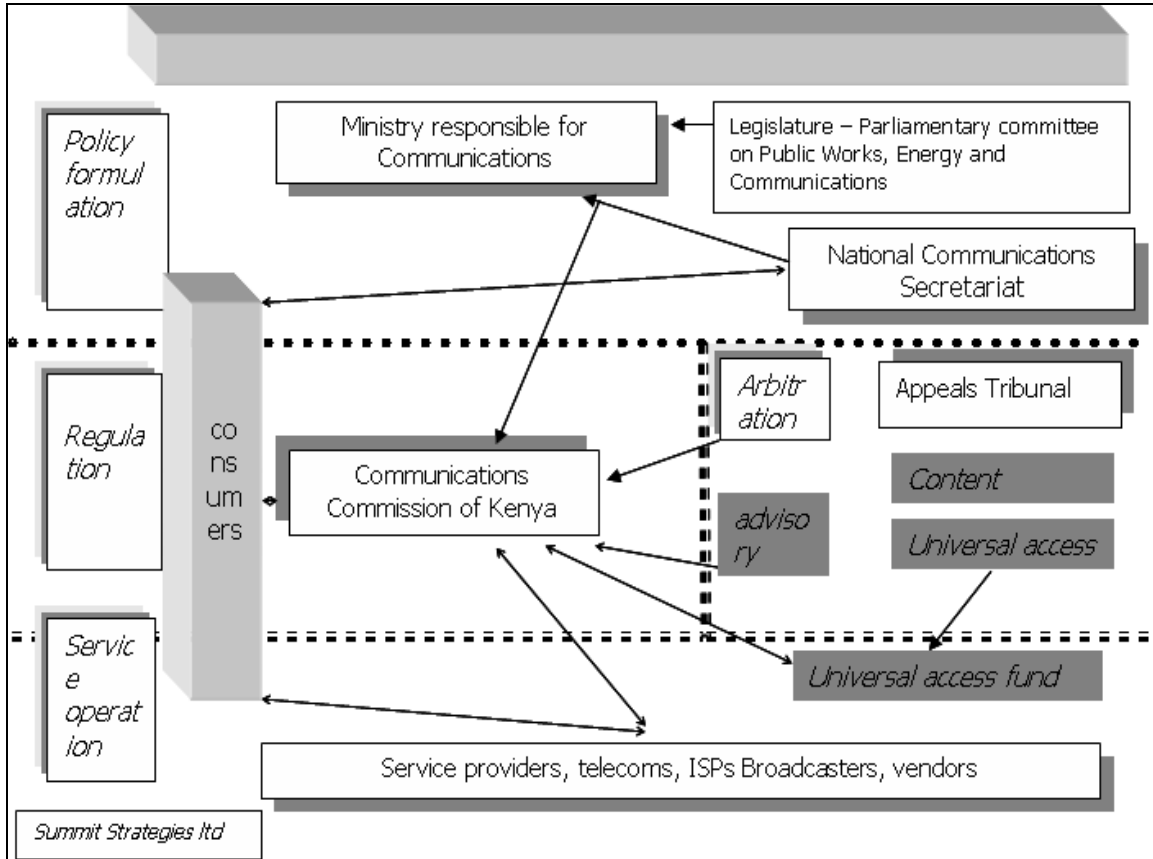 Policy
formul
ation
Ministry responsible for
Communications
Legislature – Parliamentary committee
on Public Works, Energy and
Communications
National Communications
Secretariat
Regula
tion
co
ns
um
ers
Communications
Commission of Kenya
Arbitr
ation
Appeals Tribunal
adviso
ry
Content
Universal access
Servic
e
operat
ion
Universal access fund
Service providers, telecoms, ISPs Broadcasters, vendors
Summit Strategies ltd